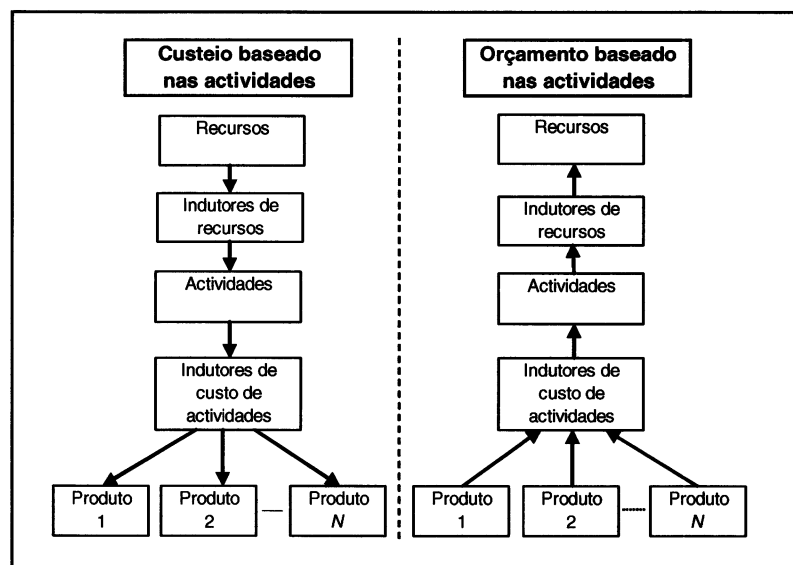 Custeio baseado
nas actividades
Recursos
Indutores de
recursos
Actividades
Indutores de
custo de
actividades
Produto
1
Produto
2
Produto
N
Orçamento baseado
nas actividades
Recursos
Indutores de
recursos
Actividades
Indutores de
custo de
actividades
Produto
1
Produto
2
Produto
N